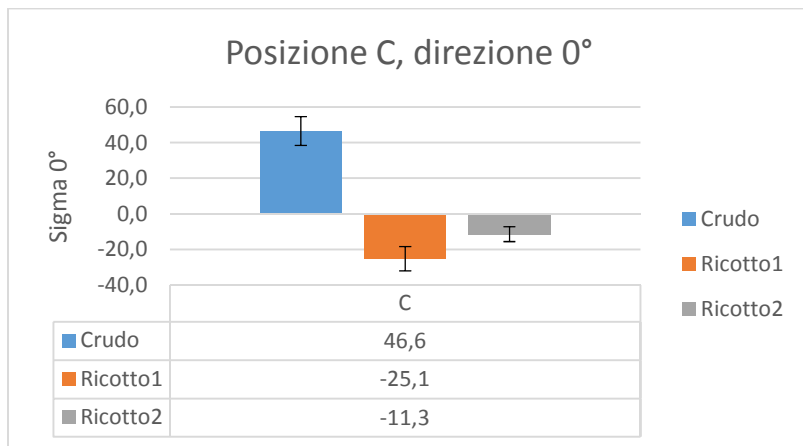 Posizione C, direzione 0°
60,0
40,0
20,0
0,0
-20,0
-40,0
Sigma 0°
C
Crudo 46,6
Ricotto1 -25,1
Ricotto2 -11,3
Crudo
Ricotto1
Ricotto2